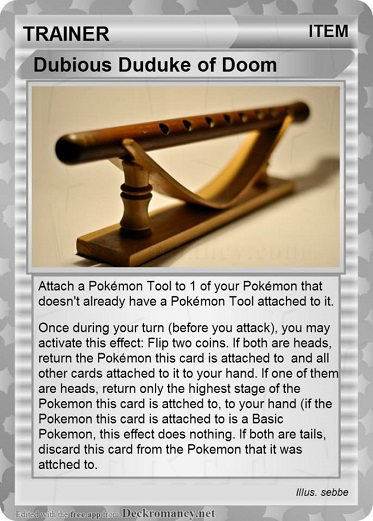 TRAINER ITEM
Dubious Duduke of Doom
Attach a Pokémon Tool to 1 of your Pokémon that
doesn't already have a Pokémon Tool attached to it.
Once during your turn (before you attack), you may
activate this effect: Flip two coins. If both are heads,
return the Pokémon this card is attached to and all
other cards attached to it to your hand. If one of them
are heads, return only the highest stage of the
Pokemon this card is attched to, to your hand (if the
Pokemon this card is attached to is a Basic
Pokemon, this effect does nothing. If both are tails,
discard this card from the Pokemon that it was
attched to.
Illus. sebbe
Edited with the free app from Deckromancy.net